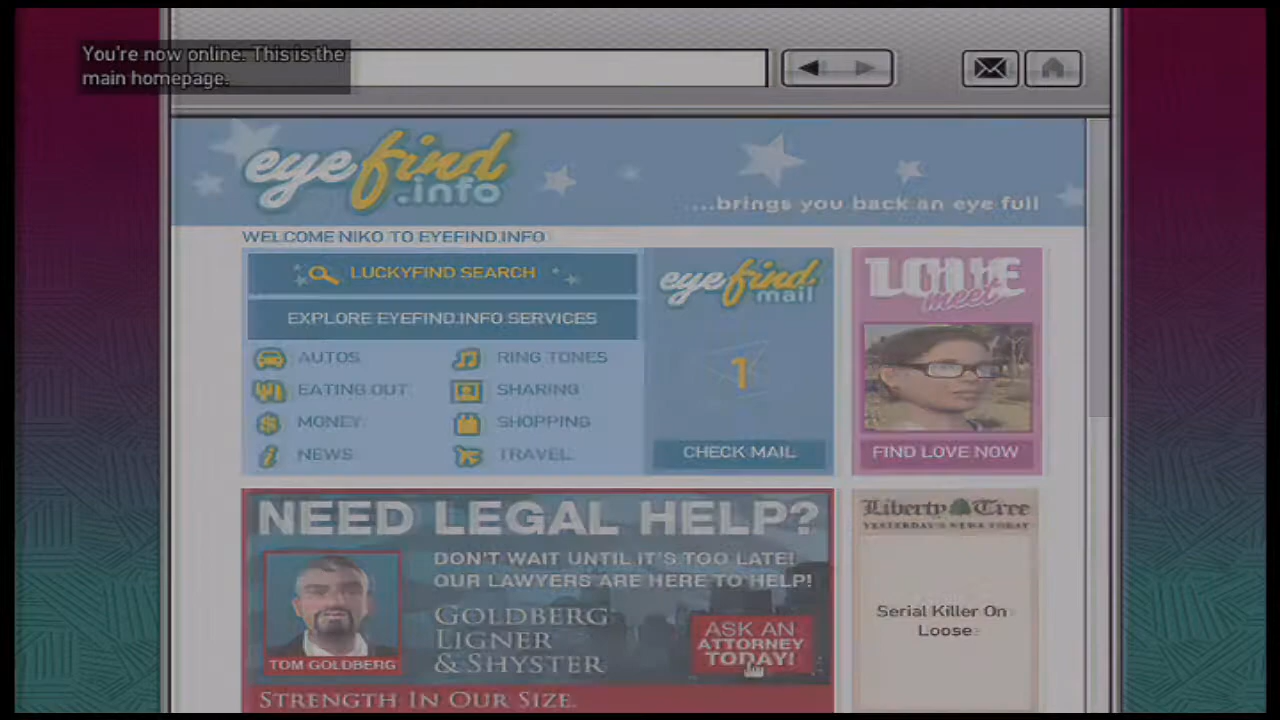 You're now online. This is the
main homepage.
eyefind
.info
....brings you back an eye full
WELCOME NIKO TO EYEFIND.INFO
LUCKYFIND SEARCH
EXPLORE EYEFIND.INFO SERVICES
AUTOS
RING TONES
EATING OUT
SHARING
MONEY
SHOPPING
NEWS
TRAVEL
eyefind
mail
1
CHECK MAIL
LOVE
meet
FIND LOVE NOW
NEED LEGAL HELP?
DON'T WAIT UNTIL IT'S TOO LATE!
OUR LAWYERS ARE HERE TO HELP!
GOLDBERG
LIGNER
& SHYSTER
TOM GOLDBERG
ASK AN
ATTORNEY
TODAY!
STRENGTH IN OUR SIZE.
Liberty Tree
YESTERDAY'S NEWS TODAY
Serial Killer On
Loose